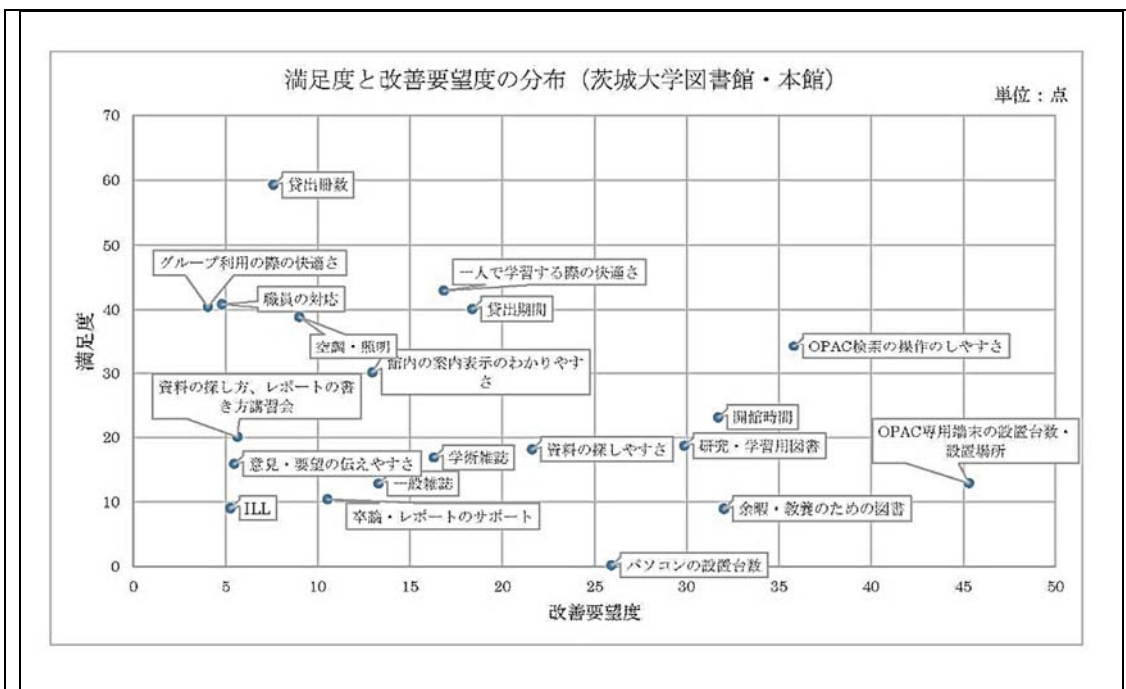 満足度と改善要望度の分布（茨城大学図書館・本館）
単位：点
70
60
50
40
30
20
10
0
満足度
貸出冊数
グループ利用の際の快適さ
職員の対応
一人で学習する際の快適さ
貸出期間
空調・照明
館内の案内表示のわかりやす
さ
OPAC検索の操作のしやすさ
資料の探し方、レポートの書
き方講習会
開館時間
OPAC専用端末の設置台数・
設置場所
研究・学習用図書
資料の探しやすさ
学術雑誌
意見・要望の伝えやすさ
一般雑誌
ILL
卒論・レポートのサポート
余暇・教養のための図書
パソコンの設置台数
0 5 10 15 20 25 30 35 40 45 50
改善要望度